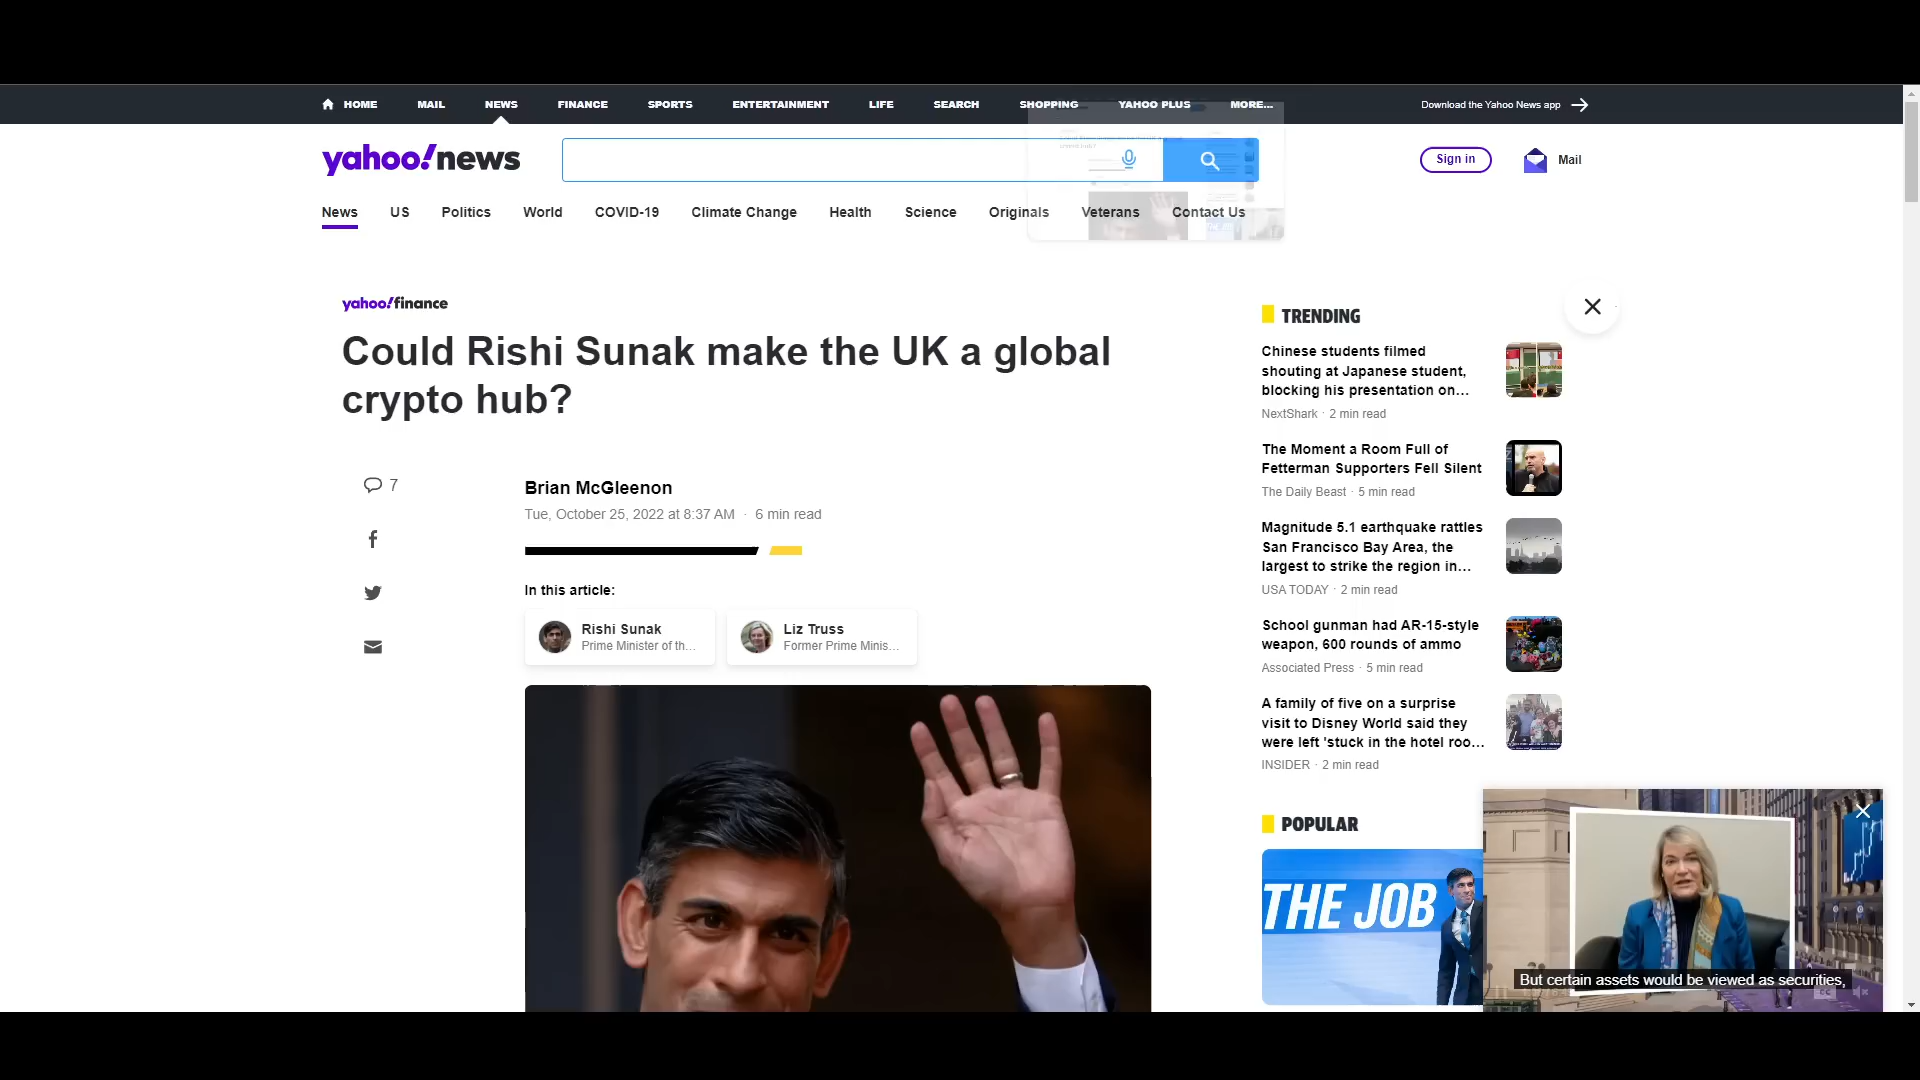 HOME MAIL NEWS FINANCE SPORTS ENTERTAINMENT LIFE SEARCH SHOPPING YAHOO PLUS MORE... Download the Yahoo News app
yahoo!news
Sign in Mail
News US Politics World COVID-19 Climate Change Health Science Originals Veterans Contact Us
yahoo!finance
Could Rishi Sunak make the UK a global
crypto hub?
7
Brian McGleenon
Tue, October 25, 2022 at 8:37 AM · 6 min read
In this article:
Rishi Sunak
Prime Minister of th...
Liz Truss
Former Prime Minis...
TRENDING
Chinese students filmed
shouting at Japanese student,
blocking his presentation on...
NextShark · 2 min read
The Moment a Room Full of
Fetterman Supporters Fell Silent
The Daily Beast · 5 min read
Magnitude 5.1 earthquake rattles
San Francisco Bay Area, the
largest to strike the region in...
USA TODAY · 2 min read
School gunman had AR-15-style
weapon, 600 rounds of ammo
Associated Press · 5 min read
A family of five on a surprise
visit to Disney World said they
were left 'stuck in the hotel roo...
INSIDER · 2 min read
POPULAR
THE JOB
But certain assets would be viewed as securities,